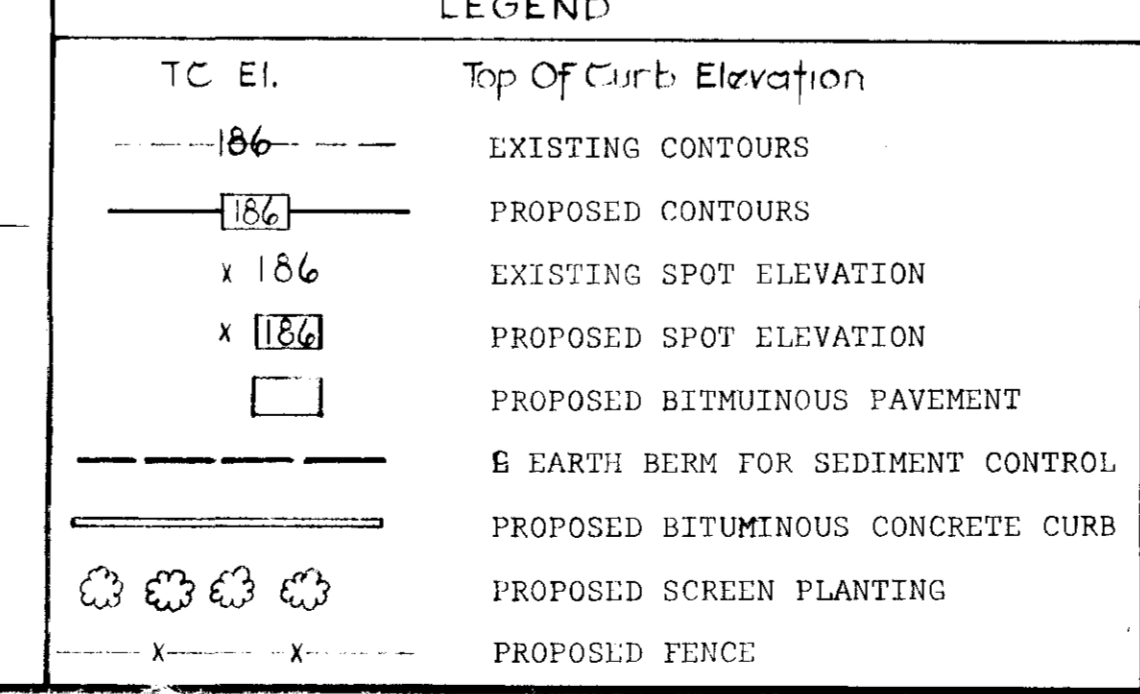 LEGEND
TC El. Top Of Curb Elevation
186 EXISTING CONTOURS
186 PROPOSED CONTOURS
x 186 EXISTING SPOT ELEVATION
x 186 PROPOSED SPOT ELEVATION
PROPOSED BITMUINOUS PAVEMENT
℄ EARTH BERM FOR SEDIMENT CONTROL
PROPOSED BITUMINOUS CONCRETE CURB
PROPOSED SCREEN PLANTING
x x PROPOSED FENCE